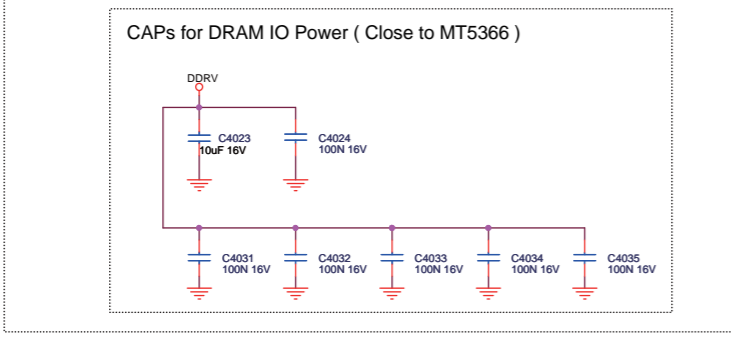 CAPs for DRAM IO Power ( Close to MT5366 )
DDRV
C4023
10uF 16V
C4024
100N 16V
C4031
100N 16V
C4032
100N 16V
C4033
100N 16V
C4034
100N 16V
C4035
100N 16V